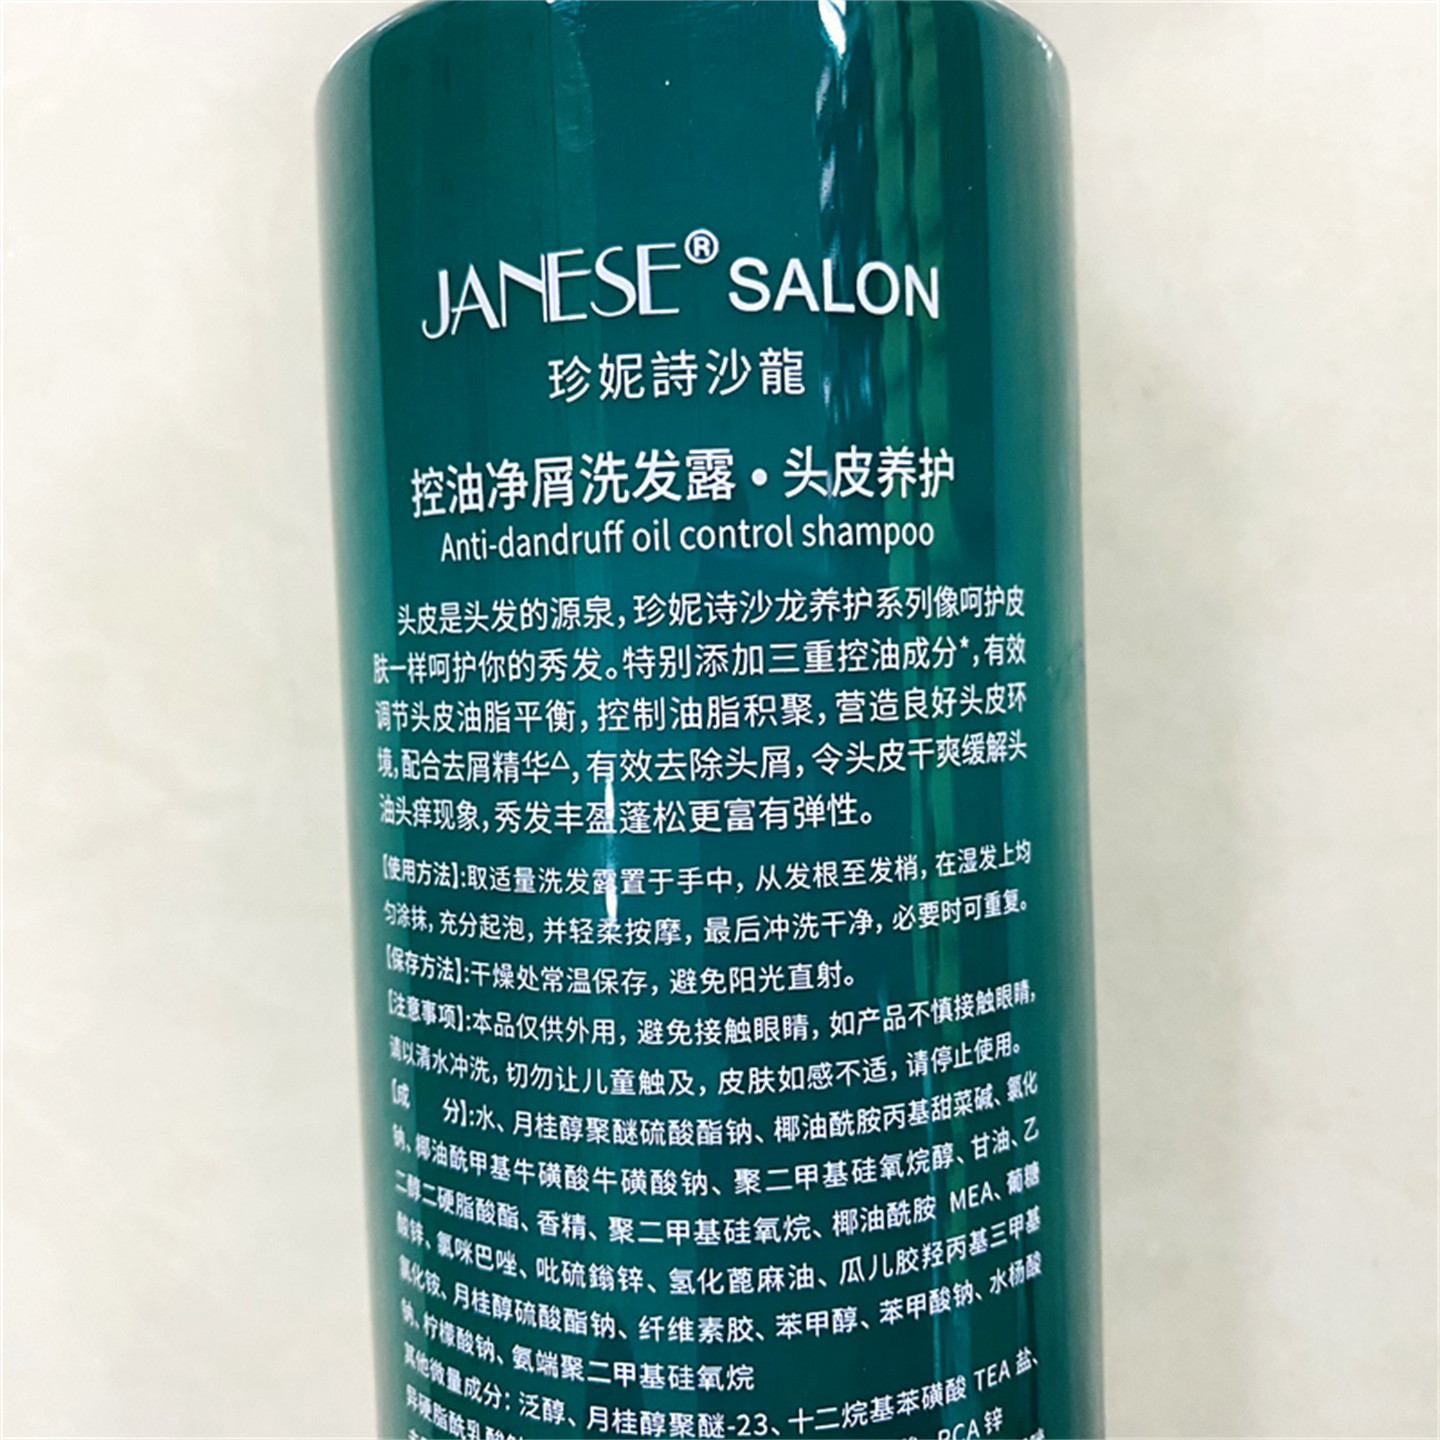 JANESE® SALON
珍妮詩沙龍
控油净屑洗发露·头皮养护
Anti-dandruff oil control shampoo
头皮是头发的源泉,珍妮诗沙龙养护系列像呵护皮
肤一样呵护你的秀发。特别添加三重控油成分*,有效
调节头皮油脂平衡,控制油脂积聚,营造良好头皮环
境,配合去屑精华△,有效去除头屑,令头皮干爽缓解头
油头痒现象,秀发丰盈蓬松更富有弹性。
【使用方法】:取适量洗发露置于手中,从发根至发梢,在湿发上均
匀涂抹,充分起泡,并轻柔按摩,最后冲洗干净,必要时可重复。
【保存方法】:干燥处常温保存,避免阳光直射。
【注意事项】:本品仅供外用,避免接触眼睛,如产品不慎接触眼睛,
请以清水冲洗,切勿让儿童触及,皮肤如感不适,请停止使用。
【成 分】:水、月桂醇聚醚硫酸酯钠、椰油酰胺丙基甜菜碱、氯化
钠、椰油酰甲基牛磺酸牛磺酸钠、聚二甲基硅氧烷醇、甘油、乙
二醇二硬脂酸酯、香精、聚二甲基硅氧烷、椰油酰胺 MEA、葡糖
酸锌、氯咪巴唑、吡硫鎓锌、氢化蓖麻油、瓜儿胶羟丙基三甲基
氯化铵、月桂醇硫酸酯钠、纤维素胶、苯甲醇、苯甲酸钠、水杨酸
钠、柠檬酸钠、氨端聚二甲基硅氧烷
其他微量成分:泛醇、月桂醇聚醚-23、十二烷基苯磺酸 TEA 盐、
异硬脂酰乳酸 PCA 锌